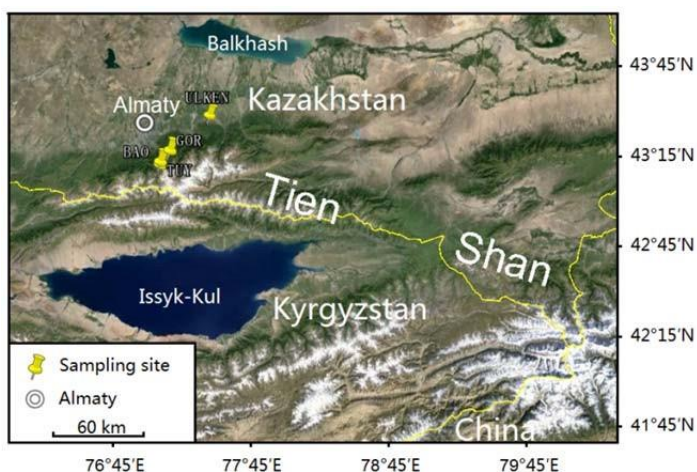 Balkhash
43°45'N
ULKEN
Kazakhstan
Almaty
GOR
BAO
43°15'N
TUY
Tien
Shan
42°45'N
Issyk-Kul
Kyrgyzstan
42°15'N
Sampling site
Almaty
60 km
China
41°45'N
76°45'E
77°45'E
78°45'E
79°45'E